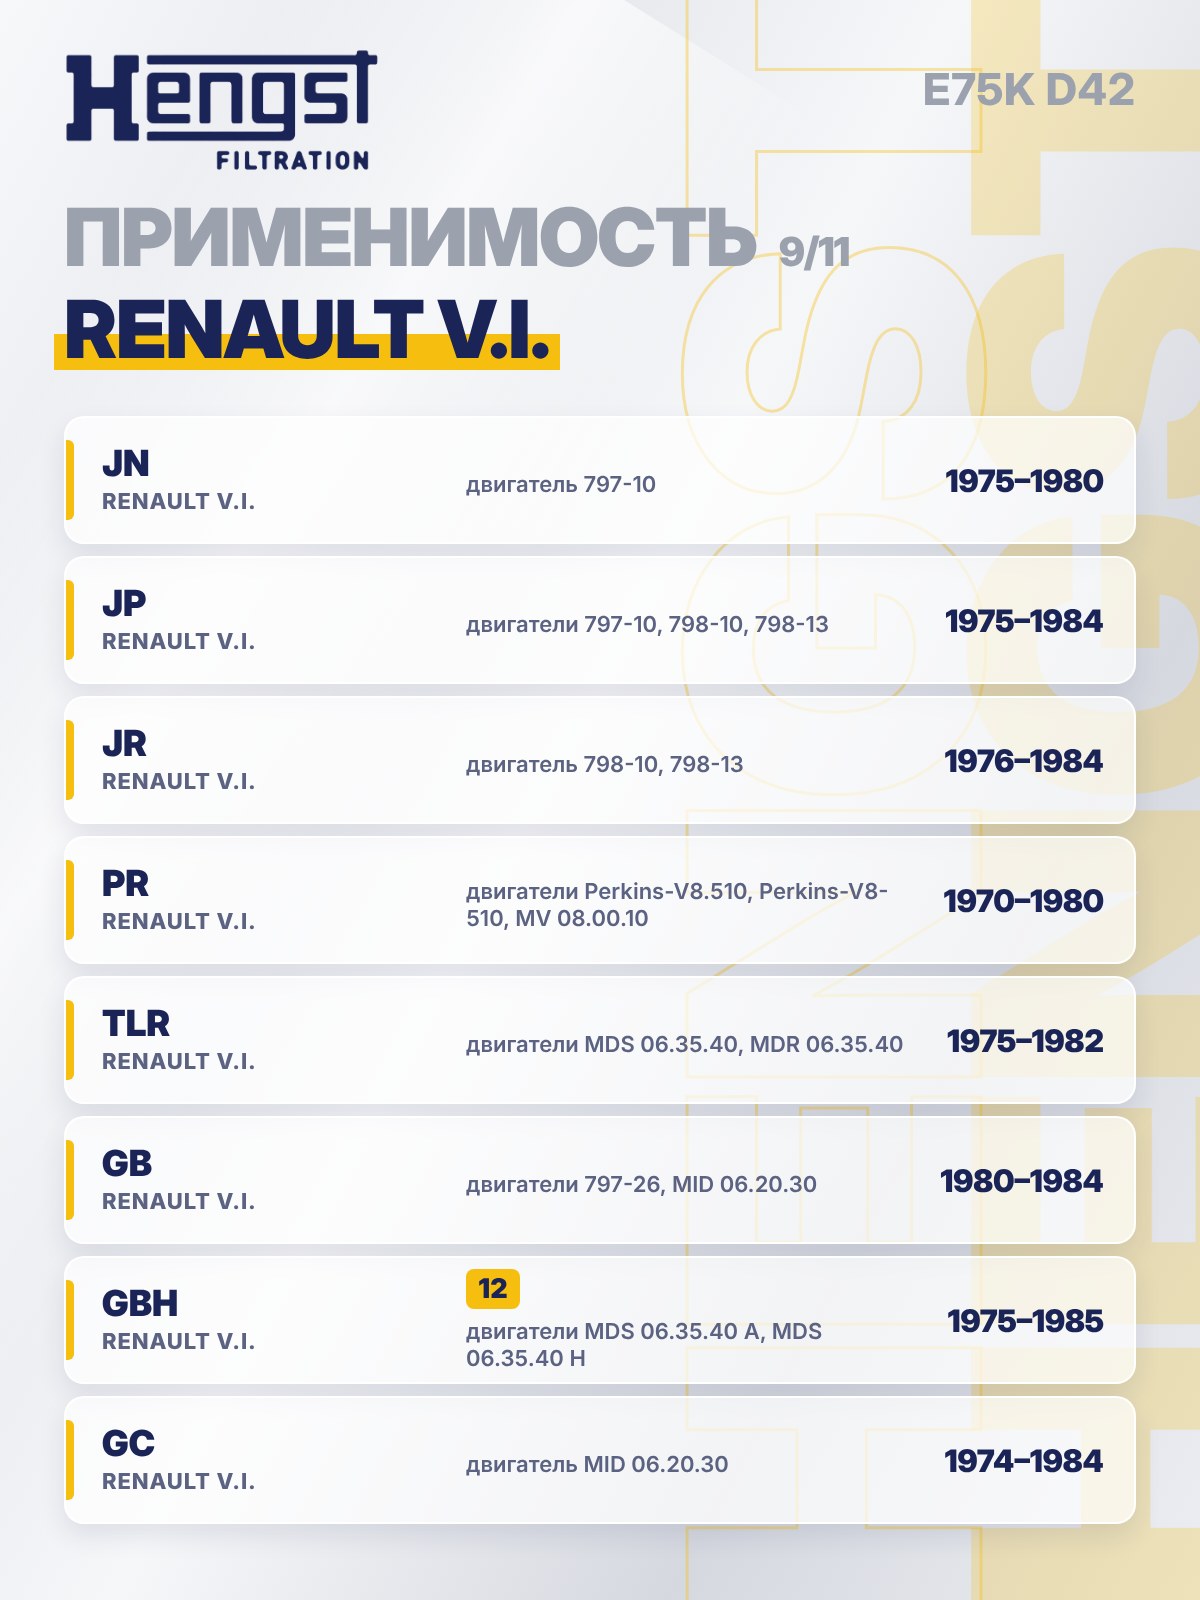 Hengst
FILTRATION
E75K D42
ПРИМЕНИМОСТЬ 9/11
RENAULT V.I.
JN
RENAULT V.I.
двигатель 797-10
1975–1980
JP
RENAULT V.I.
двигатели 797-10, 798-10, 798-13
1975–1984
JR
RENAULT V.I.
двигатель 798-10, 798-13
1976–1984
PR
RENAULT V.I.
двигатели Perkins-V8.510, Perkins-V8-
510, MV 08.00.10
1970–1980
TLR
RENAULT V.I.
двигатели MDS 06.35.40, MDR 06.35.40
1975–1982
GB
RENAULT V.I.
двигатели 797-26, MID 06.20.30
1980–1984
GBH
RENAULT V.I.
12
двигатели MDS 06.35.40 A, MDS
06.35.40 H
1975–1985
GC
RENAULT V.I.
двигатель MID 06.20.30
1974–1984
HENGST
HENGST